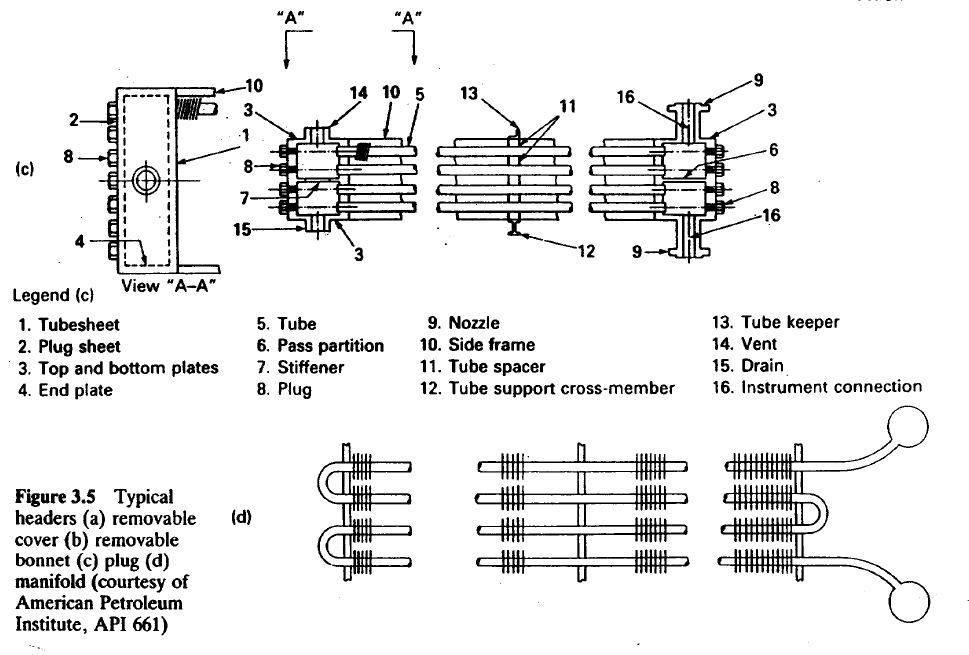 "A" "A"
10 14 10 5 13 11 16 9
2 3 3
1
8 8 6
(c)
7 8
4 15 3 12 9 16
View "A–A"
Legend (c)
1. Tubesheet
2. Plug sheet
3. Top and bottom plates
4. End plate
5. Tube
6. Pass partition
7. Stiffener
8. Plug
9. Nozzle
10. Side frame
11. Tube spacer
12. Tube support cross-member
13. Tube keeper
14. Vent
15. Drain
16. Instrument connection
Figure 3.5 Typical
headers (a) removable
cover (b) removable
bonnet (c) plug (d)
manifold (courtesy of
American Petroleum
Institute, API 661)
(d)